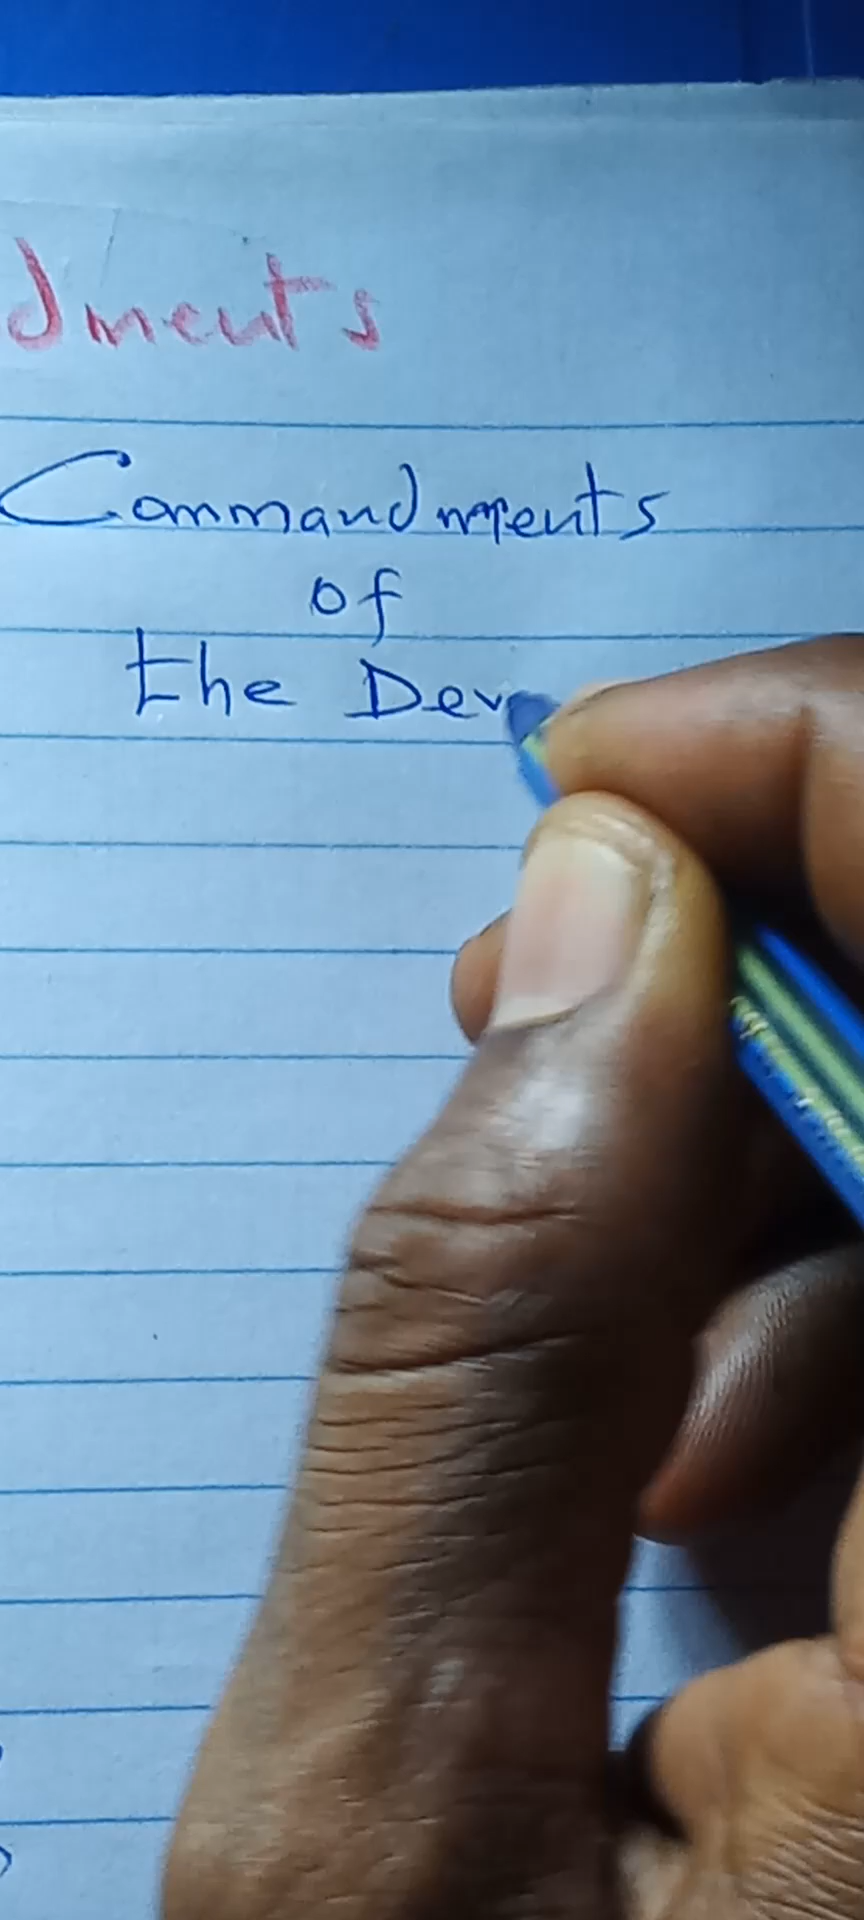 dments
Commandments
of
the Dev